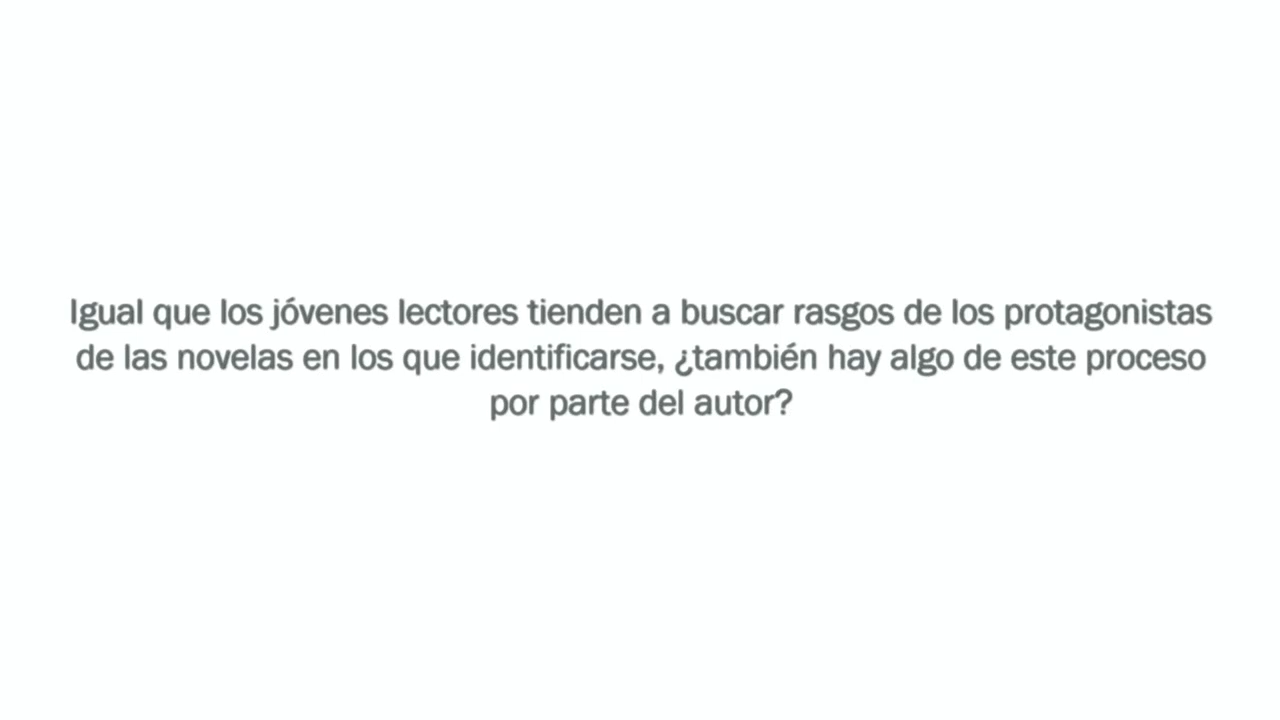 Igual que los jóvenes lectores tienden a buscar rasgos de los protagonistas
de las novelas en los que identificarse, ¿también hay algo de este proceso
por parte del autor?